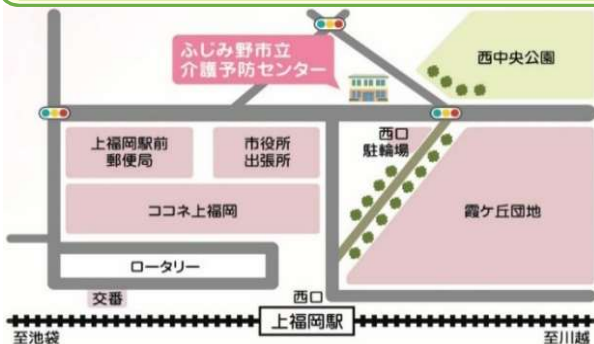 ふじみ野市立
介護予防センター
西中央公園
上福岡駅前
郵便局
市役所
出張所
西口
駐輪場
ココネ上福岡
霞ケ丘団地
ロータリー
交番
西口
上福岡駅
至池袋
至川越